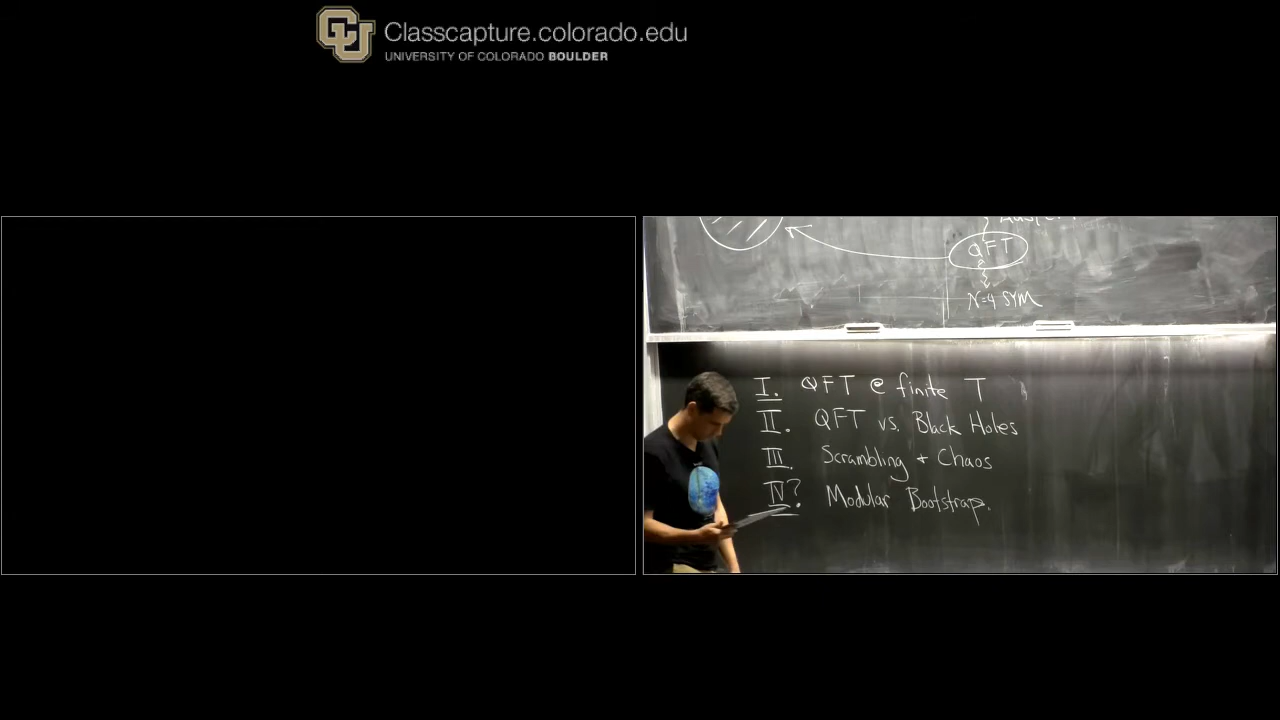 Classcapture.colorado.edu
UNIVERSITY OF COLORADO BOULDER
QFT
N=4 SYM
I. QFT @ finite T
II. QFT vs. Black Holes
III. Scrambling + Chaos
IV? Modular Bootstrap.